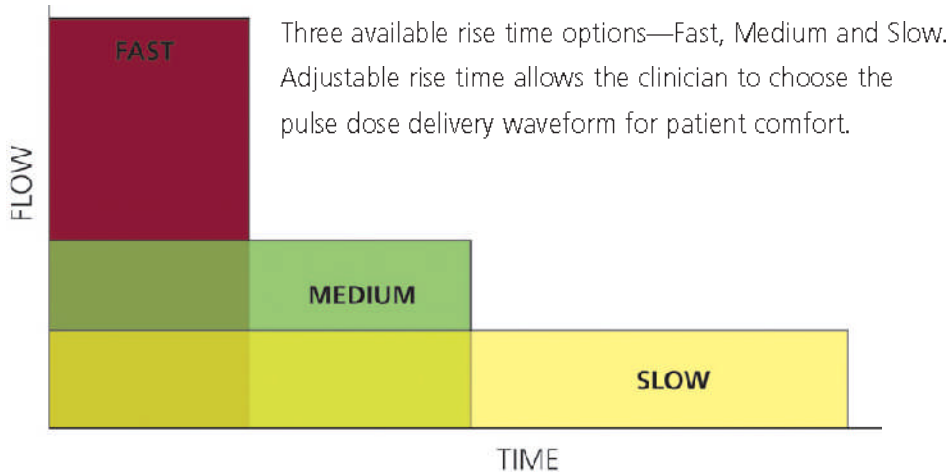 FAST
Three available rise time options—Fast, Medium and Slow.
Adjustable rise time allows the clinician to choose the
pulse dose delivery waveform for patient comfort.
FLOW
MEDIUM
SLOW
TIME